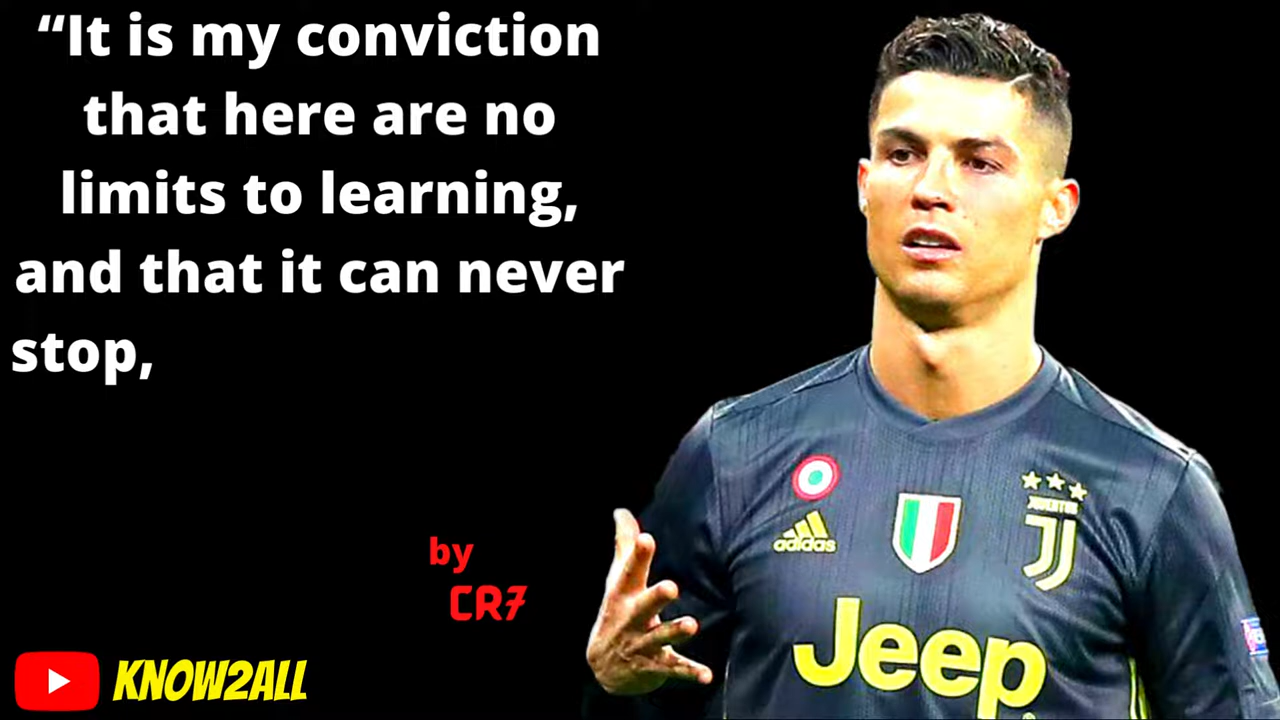 “It is my conviction
that here are no
limits to learning,
and that it can never
stop,
by
CR7
KNOW2ALL
adidas
JUVENTUS
Jeep